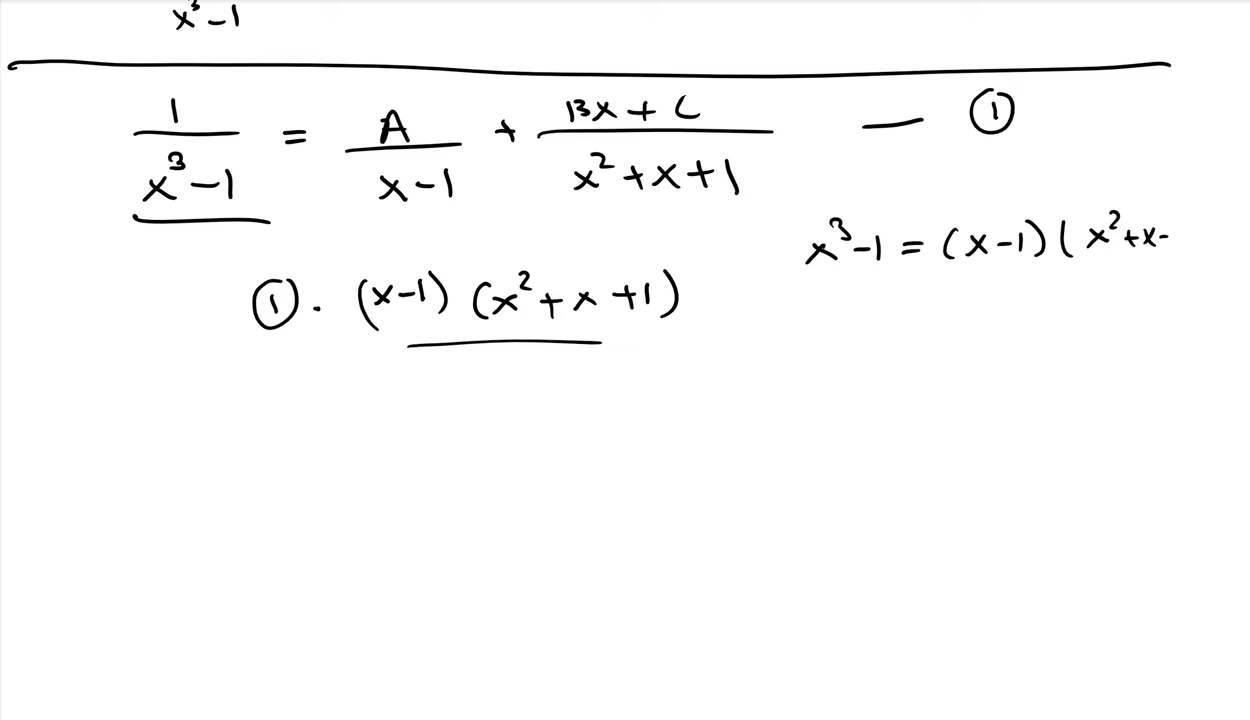 x³ - 1
1 / (x³ - 1) = A / (x - 1) + (Bx + C) / (x² + x + 1) — ①
x³ - 1 = (x - 1) ( x² + x -
① · (x - 1) (x² + x + 1)